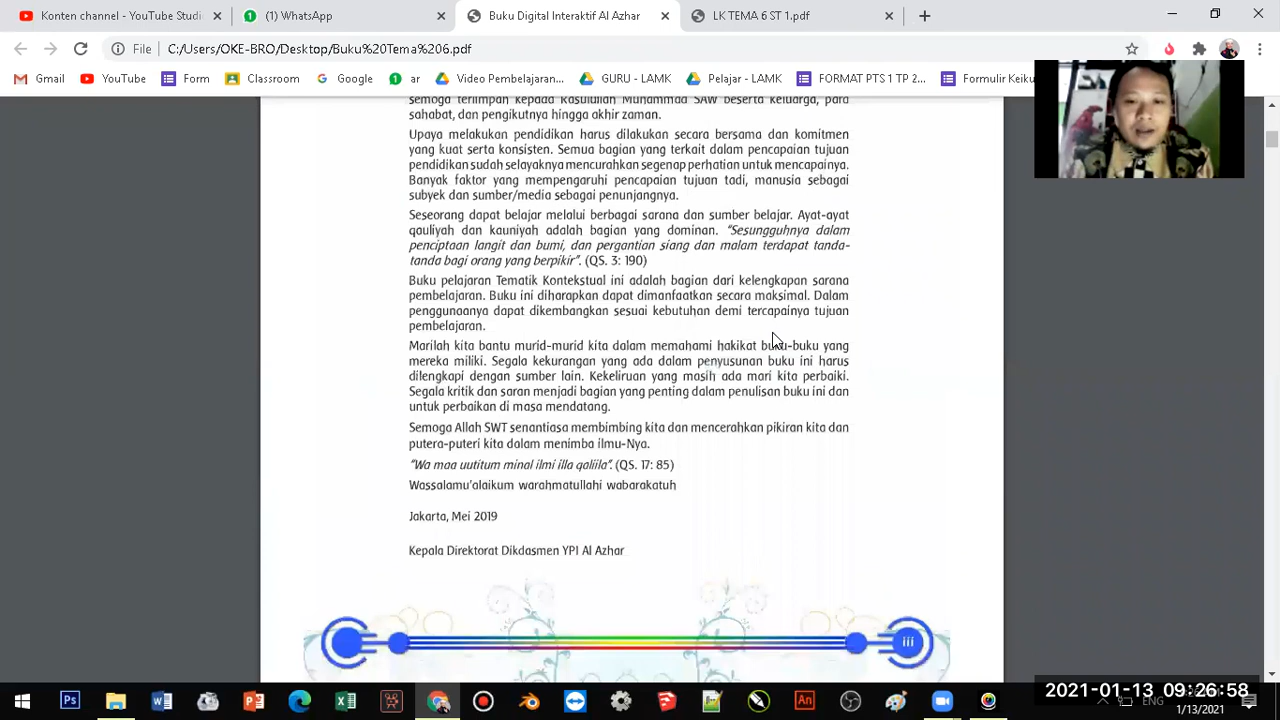 Konten channel - YouTube Studi
(1) WhatsApp
Buku Digital Interaktif Al Azhar
LK TEMA 6 ST 1.pdf
File
C:/Users/OKE-BRO/Desktop/Buku%20Tema%206.pdf
Gmail
YouTube
Form
Classroom
Google
ar
Video Pembelajaran...
GURU - LAMK
Pelajar - LAMK
FORMAT PTS 1 TP 2...
Formulir Keiku
semoga terlimpah kepada Rasulullah Muhammad SAW beserta keluarga, para
sahabat, dan pengikutnya hingga akhir zaman.
Upaya melakukan pendidikan harus dilakukan secara bersama dan komitmen
yang kuat serta konsisten. Semua bagian yang terkait dalam pencapaian tujuan
pendidikan sudah selayaknya mencurahkan segenap perhatian untuk mencapainya.
Banyak faktor yang mempengaruhi pencapaian tujuan tadi, manusia sebagai
subyek dan sumber/media sebagai penunjangnya.
Seseorang dapat belajar melalui berbagai sarana dan sumber belajar. Ayat-ayat
qauliyah dan kauniyah adalah bagian yang dominan. "Sesungguhnya dalam
penciptaan langit dan bumi, dan pergantian siang dan malam terdapat tanda-
tanda bagi orang yang berpikir". (QS. 3: 190)
Buku pelajaran Tematik Kontekstual ini adalah bagian dari kelengkapan sarana
pembelajaran. Buku ini diharapkan dapat dimanfaatkan secara maksimal. Dalam
penggunaanya dapat dikembangkan sesuai kebutuhan demi tercapainya tujuan
pembelajaran.
Marilah kita bantu murid-murid kita dalam memahami hakikat buku-buku yang
mereka miliki. Segala kekurangan yang ada dalam penyusunan buku ini harus
dilengkapi dengan sumber lain. Kekeliruan yang masih ada mari kita perbaiki.
Segala kritik dan saran menjadi bagian yang penting dalam penulisan buku ini dan
untuk perbaikan di masa mendatang.
Semoga Allah SWT senantiasa membimbing kita dan mencerahkan pikiran kita dan
putera-puteri kita dalam menimba ilmu-Nya.
"Wa maa uutitum minal ilmi illa qaliila". (QS. 17: 85)
Wassalamu'alaikum warahmatullahi wabarakatuh
Jakarta, Mei 2019
Kepala Direktorat Dikdasmen YPI Al Azhar
iii
2021-01-13 09:26:58
ENG
1/13/2021